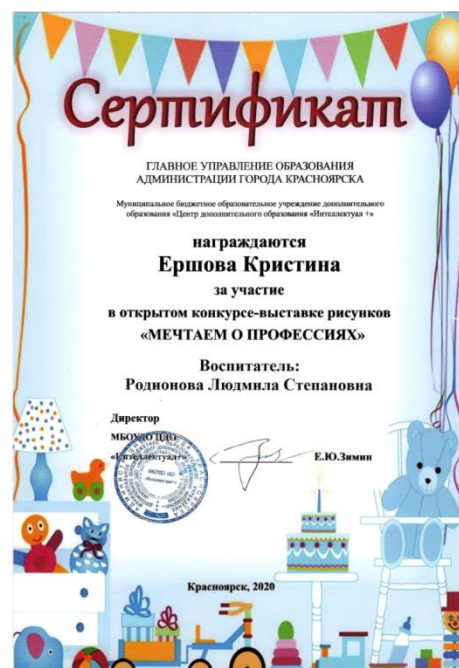 Сертификат
ГЛАВНОЕ УПРАВЛЕНИЕ ОБРАЗОВАНИЯ
АДМИНИСТРАЦИИ ГОРОДА КРАСНОЯРСКА
Муниципальное бюджетное образовательное учреждение дополнительного
образования «Центр дополнительного образования «Интеллектуал +»
награждаются
Ершова Кристина
за участие
в открытом конкурсе-выставке рисунков
«МЕЧТАЕМ О ПРОФЕССИЯХ»
Воспитатель:
Родионова Людмила Степановна
Директор
МБОУДО ЦДО
«Интеллектуал+»
Е.Ю.Зимин
Красноярск, 2020